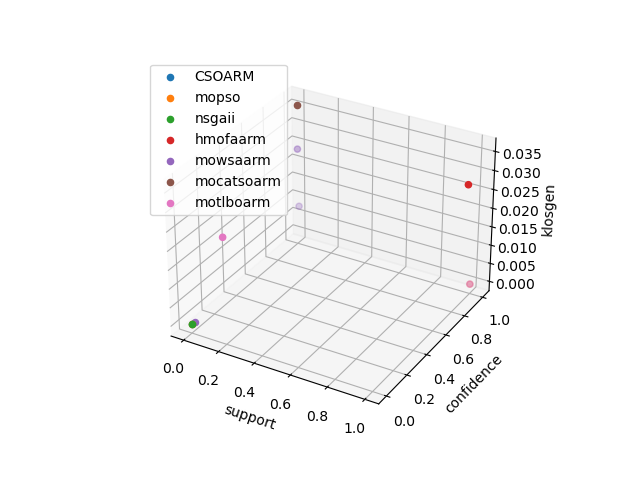 CSOARM
mopso
nsgaii
hmofaarm
mowsaarm
mocatsoarm
motlboarm
0.035
0.030
0.025
0.020
0.015
0.010
0.005
0.000
klosgen
0.0
0.2
0.4
0.6
0.8
1.0
support
0.0
0.2
0.4
0.6
0.8
1.0
confidence